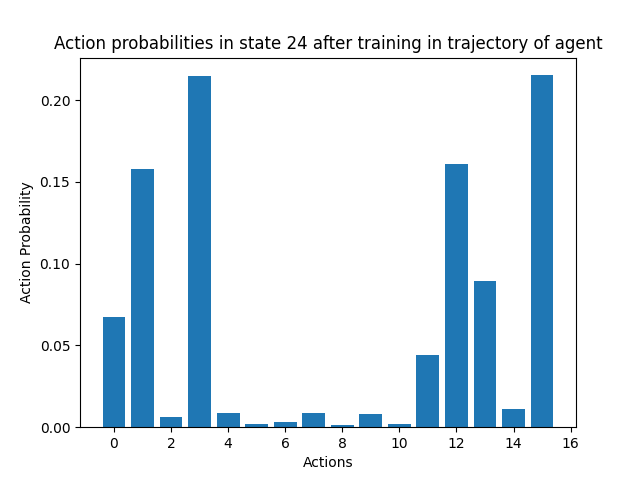 Action probabilities in state 24 after training in trajectory of agent
0.20
0.15
0.10
0.05
0.00
Action Probability
0 2 4 6 8 10 12 14 16
Actions